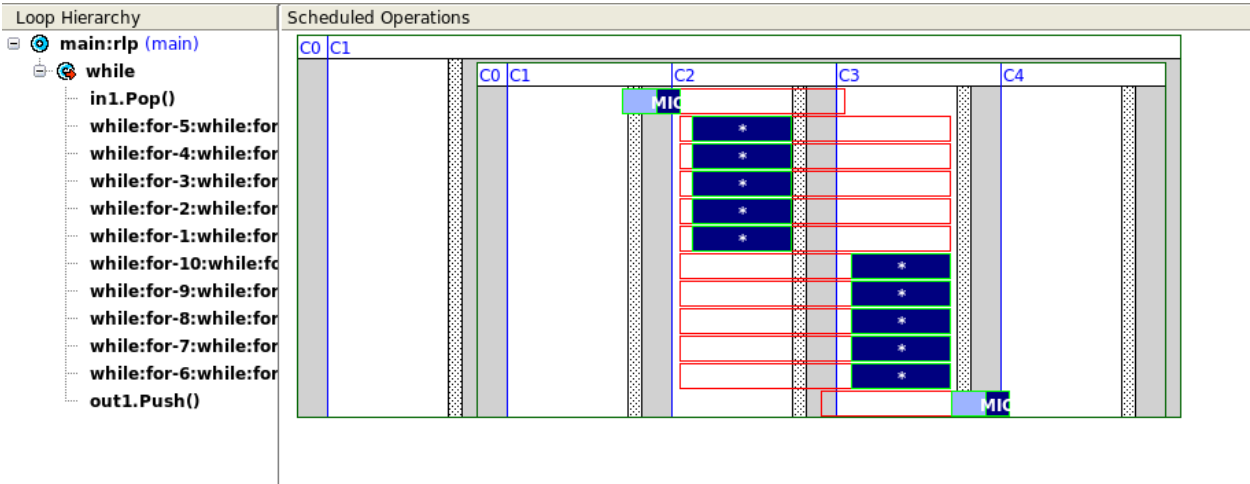 Loop Hierarchy
Scheduled Operations
main:rlp (main)
while
in1.Pop()
while:for-5:while:for
while:for-4:while:for
while:for-3:while:for
while:for-2:while:for
while:for-1:while:for
while:for-10:while:fo
while:for-9:while:for
while:for-8:while:for
while:for-7:while:for
while:for-6:while:for
out1.Push()
C0 C1
C0 C1 C2 C3 C4
MIO
*
*
*
*
*
*
*
*
*
*
MIO